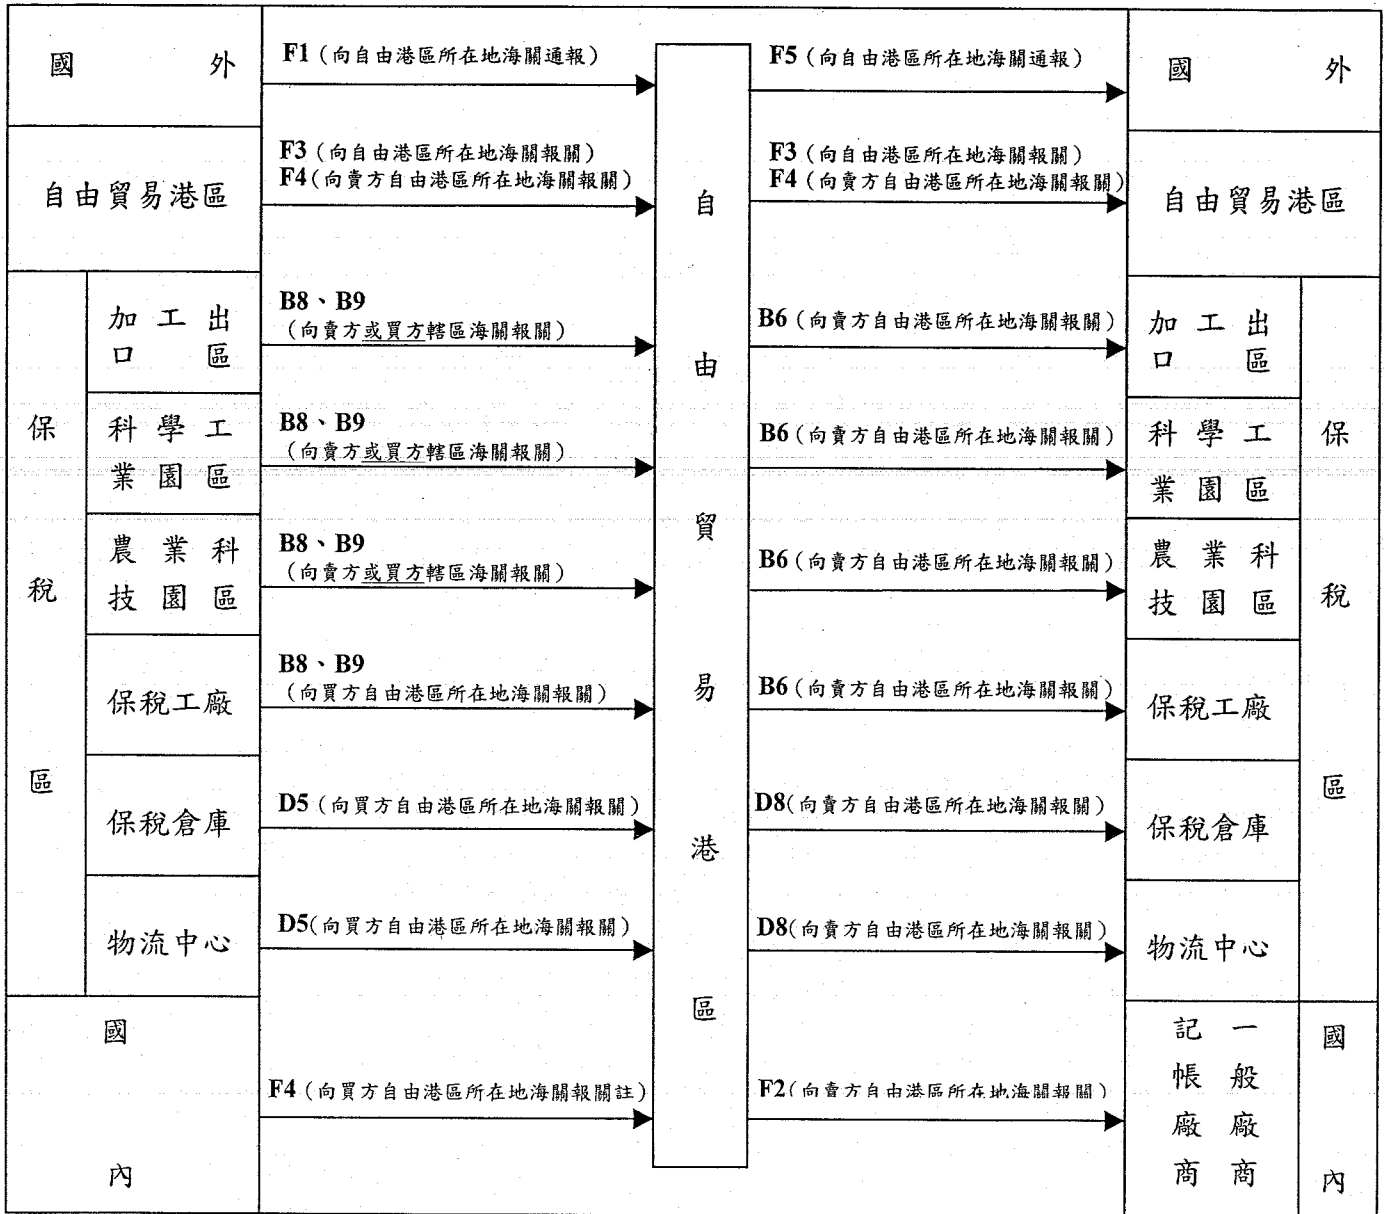 國 外
F1（向自由港區所在地海關通報）
F5（向自由港區所在地海關通報）
國 外
自由貿易港區
F3（向自由港區所在地海關報關）
F4(向賣方自由港區所在地海關報關）
F3（向自由港區所在地海關報關）
F4（向賣方自由港區所在地海關報關)
自由貿易港區
自由貿易港區
保稅區
加工出
口 區
B8、B9
（向賣方或買方轄區海關報關）
B6（向賣方自由港區所在地海關報關）
加工出
口 區
保稅區
科學工
業園區
B8、B9
（向賣方或買方轄區海關報關）
B6（向賣方自由港區所在地海關報關）
科學工
業園區
農業科
技園區
B8、B9
（向賣方或買方轄區海關報關）
B6（向賣方自由港區所在地海關報關）
農業科
技園區
保稅工廠
B8、B9
（向買方自由港區所在地海關報關）
B6（向賣方自由港區所在地海關報關）
保稅工廠
保稅倉庫
D5（向買方自由港區所在地海關報關）
D8(向賣方自由港區所在地海關報關）
保稅倉庫
物流中心
D5(向買方自由港區所在地海關報關）
D8(向賣方自由港區所在地海關報關）
物流中心
國 內
F4（向買方自由港區所在地海關報關註）
F2(向賣方自由港區所在地海關報關）
一般廠商
記帳廠商
國 內